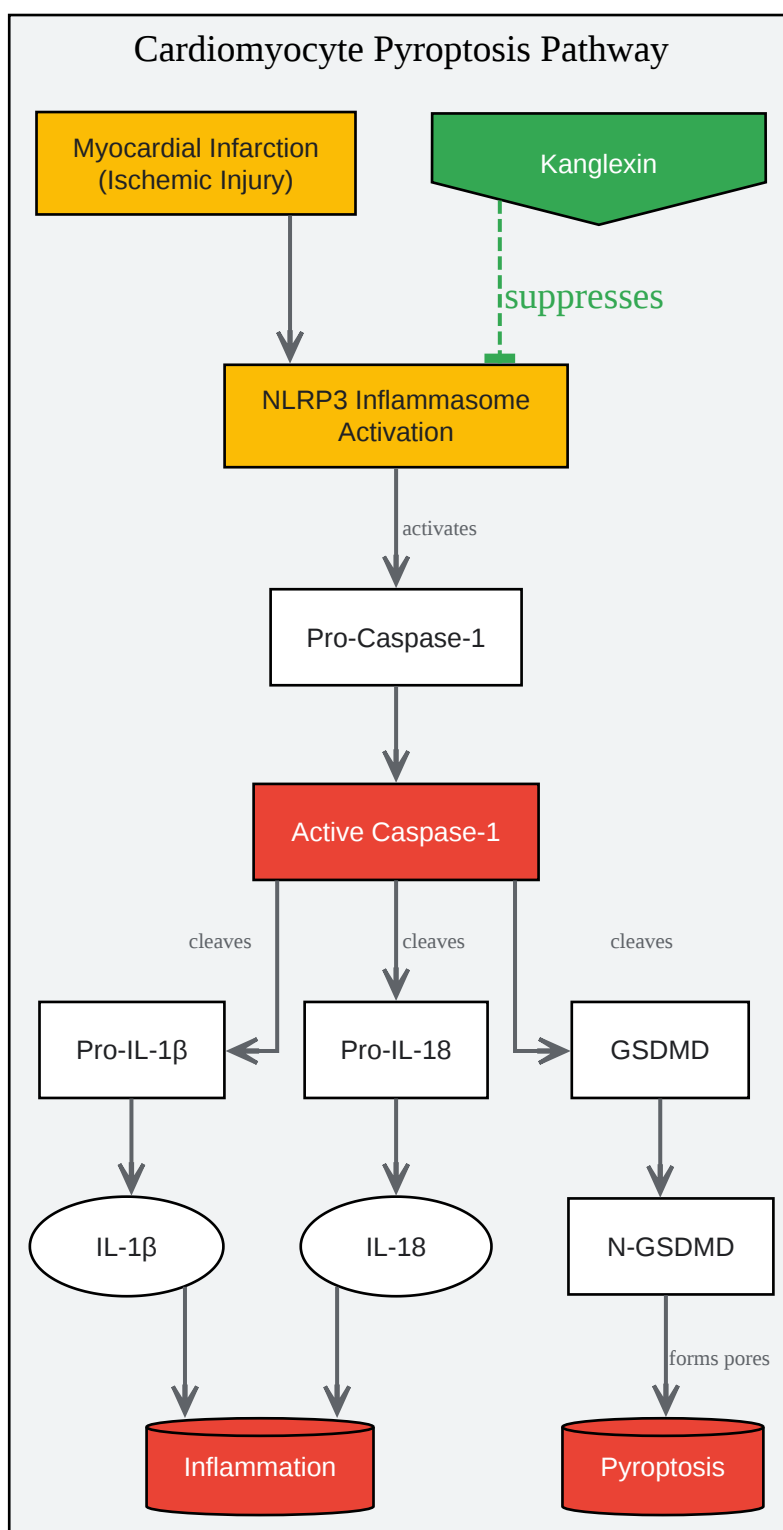 Cardiomyocyte Pyroptosis Pathway
Myocardial Infarction
(Ischemic Injury)
Kanglexin
suppresses
NLRP3 Inflammasome
Activation
activates
Pro-Caspase-1
Active Caspase-1
cleaves
cleaves
cleaves
Pro-IL-1β
Pro-IL-18
GSDMD
IL-1β
IL-18
N-GSDMD
forms pores
Inflammation
Pyroptosis